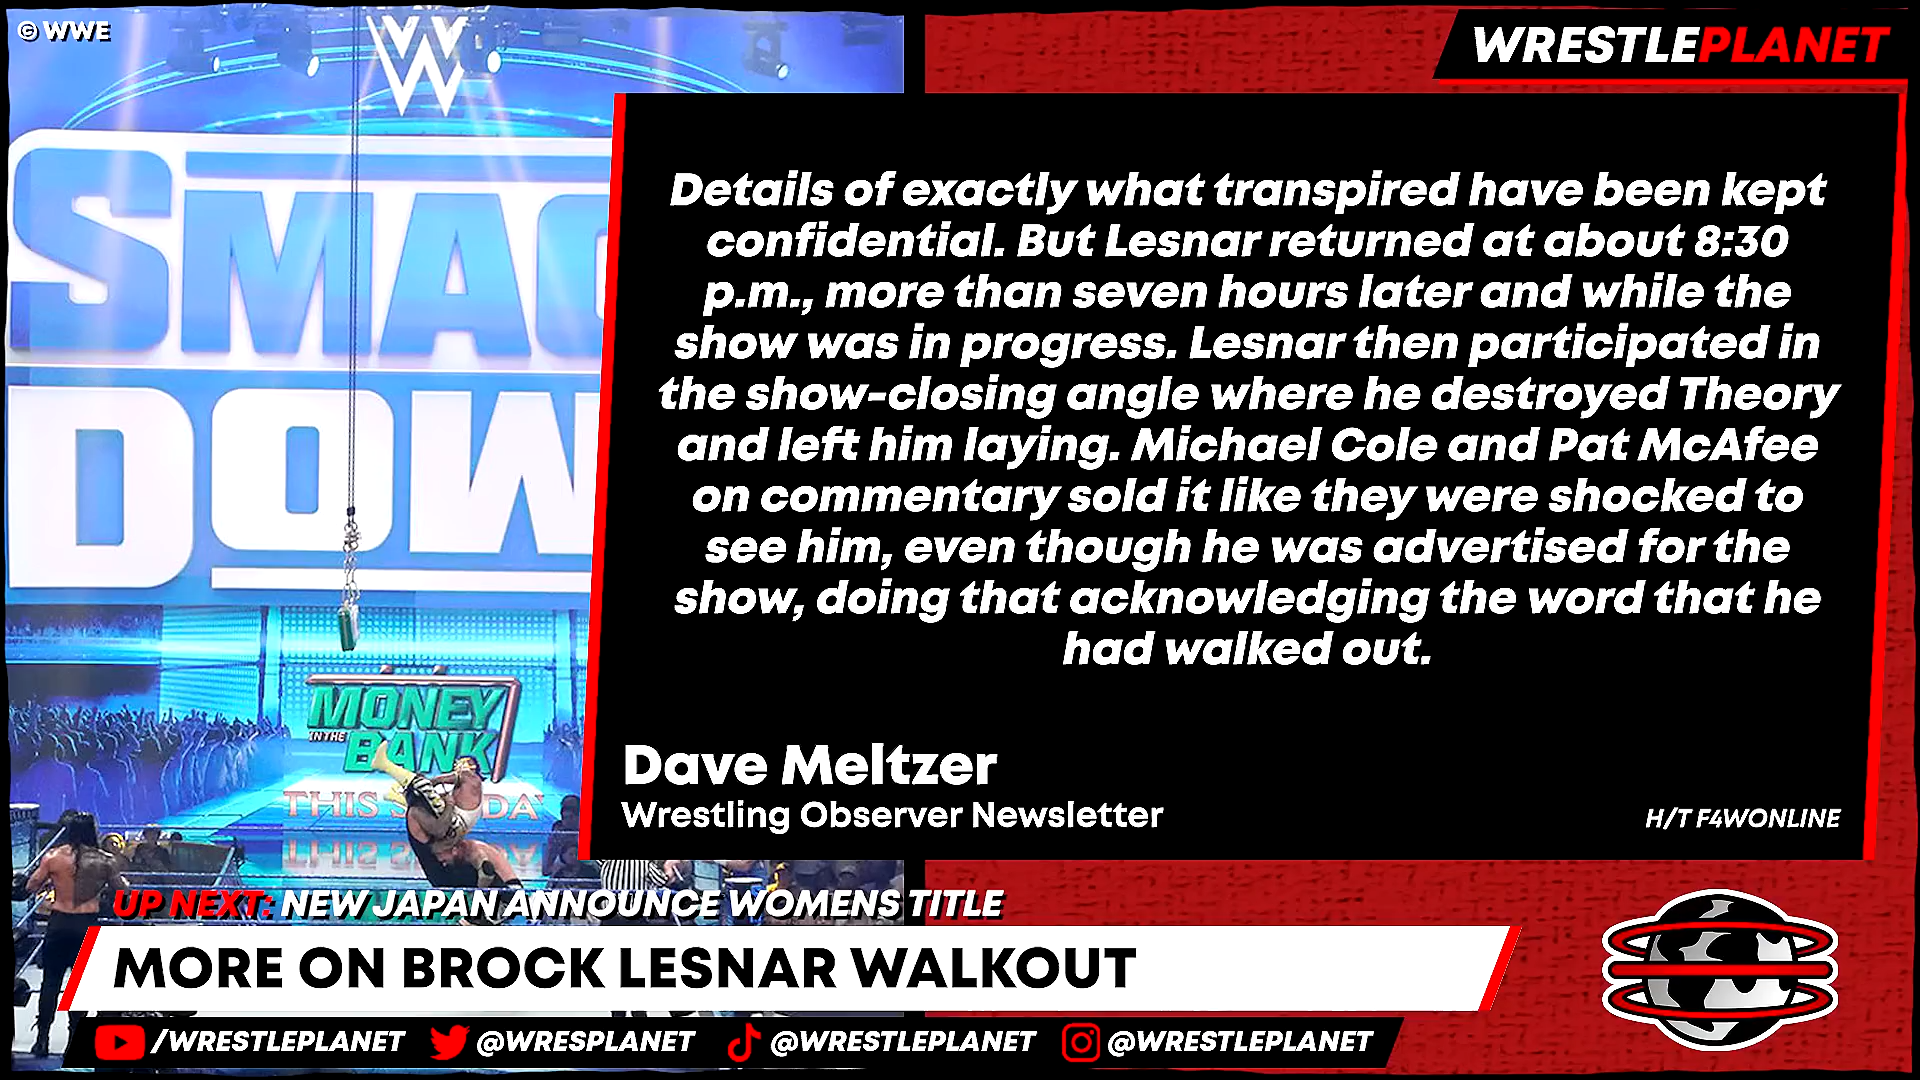 © WWE
W
WRESTLEPLANET
SMAC
DOW
Details of exactly what transpired have been kept
confidential. But Lesnar returned at about 8:30
p.m., more than seven hours later and while the
show was in progress. Lesnar then participated in
the show-closing angle where he destroyed Theory
and left him laying. Michael Cole and Pat McAfee
on commentary sold it like they were shocked to
see him, even though he was advertised for the
show, doing that acknowledging the word that he
had walked out.
MONEY
IN THE
BANK
THIS
Dave Meltzer
Wrestling Observer Newsletter
H/T F4WONLINE
UP NEXT: NEW JAPAN ANNOUNCE WOMENS TITLE
MORE ON BROCK LESNAR WALKOUT
/WRESTLEPLANET @WRESPLANET @WRESTLEPLANET @WRESTLEPLANET